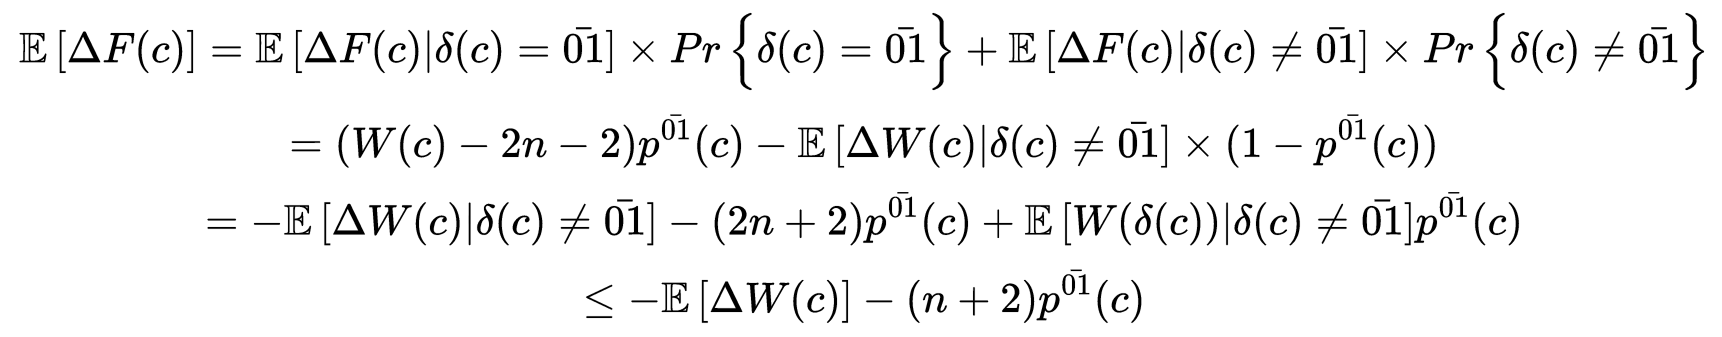 𝔼 [ΔF(c)] = 𝔼 [ΔF(c)|δ(c) = 0̄1] × Pr {δ(c) = 0̄1} + 𝔼 [ΔF(c)|δ(c) ≠ 0̄1] × Pr {δ(c) ≠ 0̄1}
= (W(c) − 2n − 2)p^{0̄1}(c) − 𝔼 [ΔW(c)|δ(c) ≠ 0̄1] × (1 − p^{0̄1}(c))
= −𝔼 [ΔW(c)|δ(c) ≠ 0̄1] − (2n + 2)p^{0̄1}(c) + 𝔼 [W(δ(c))|δ(c) ≠ 0̄1]p^{0̄1}(c)
≤ −𝔼 [ΔW(c)] − (n + 2)p^{0̄1}(c)